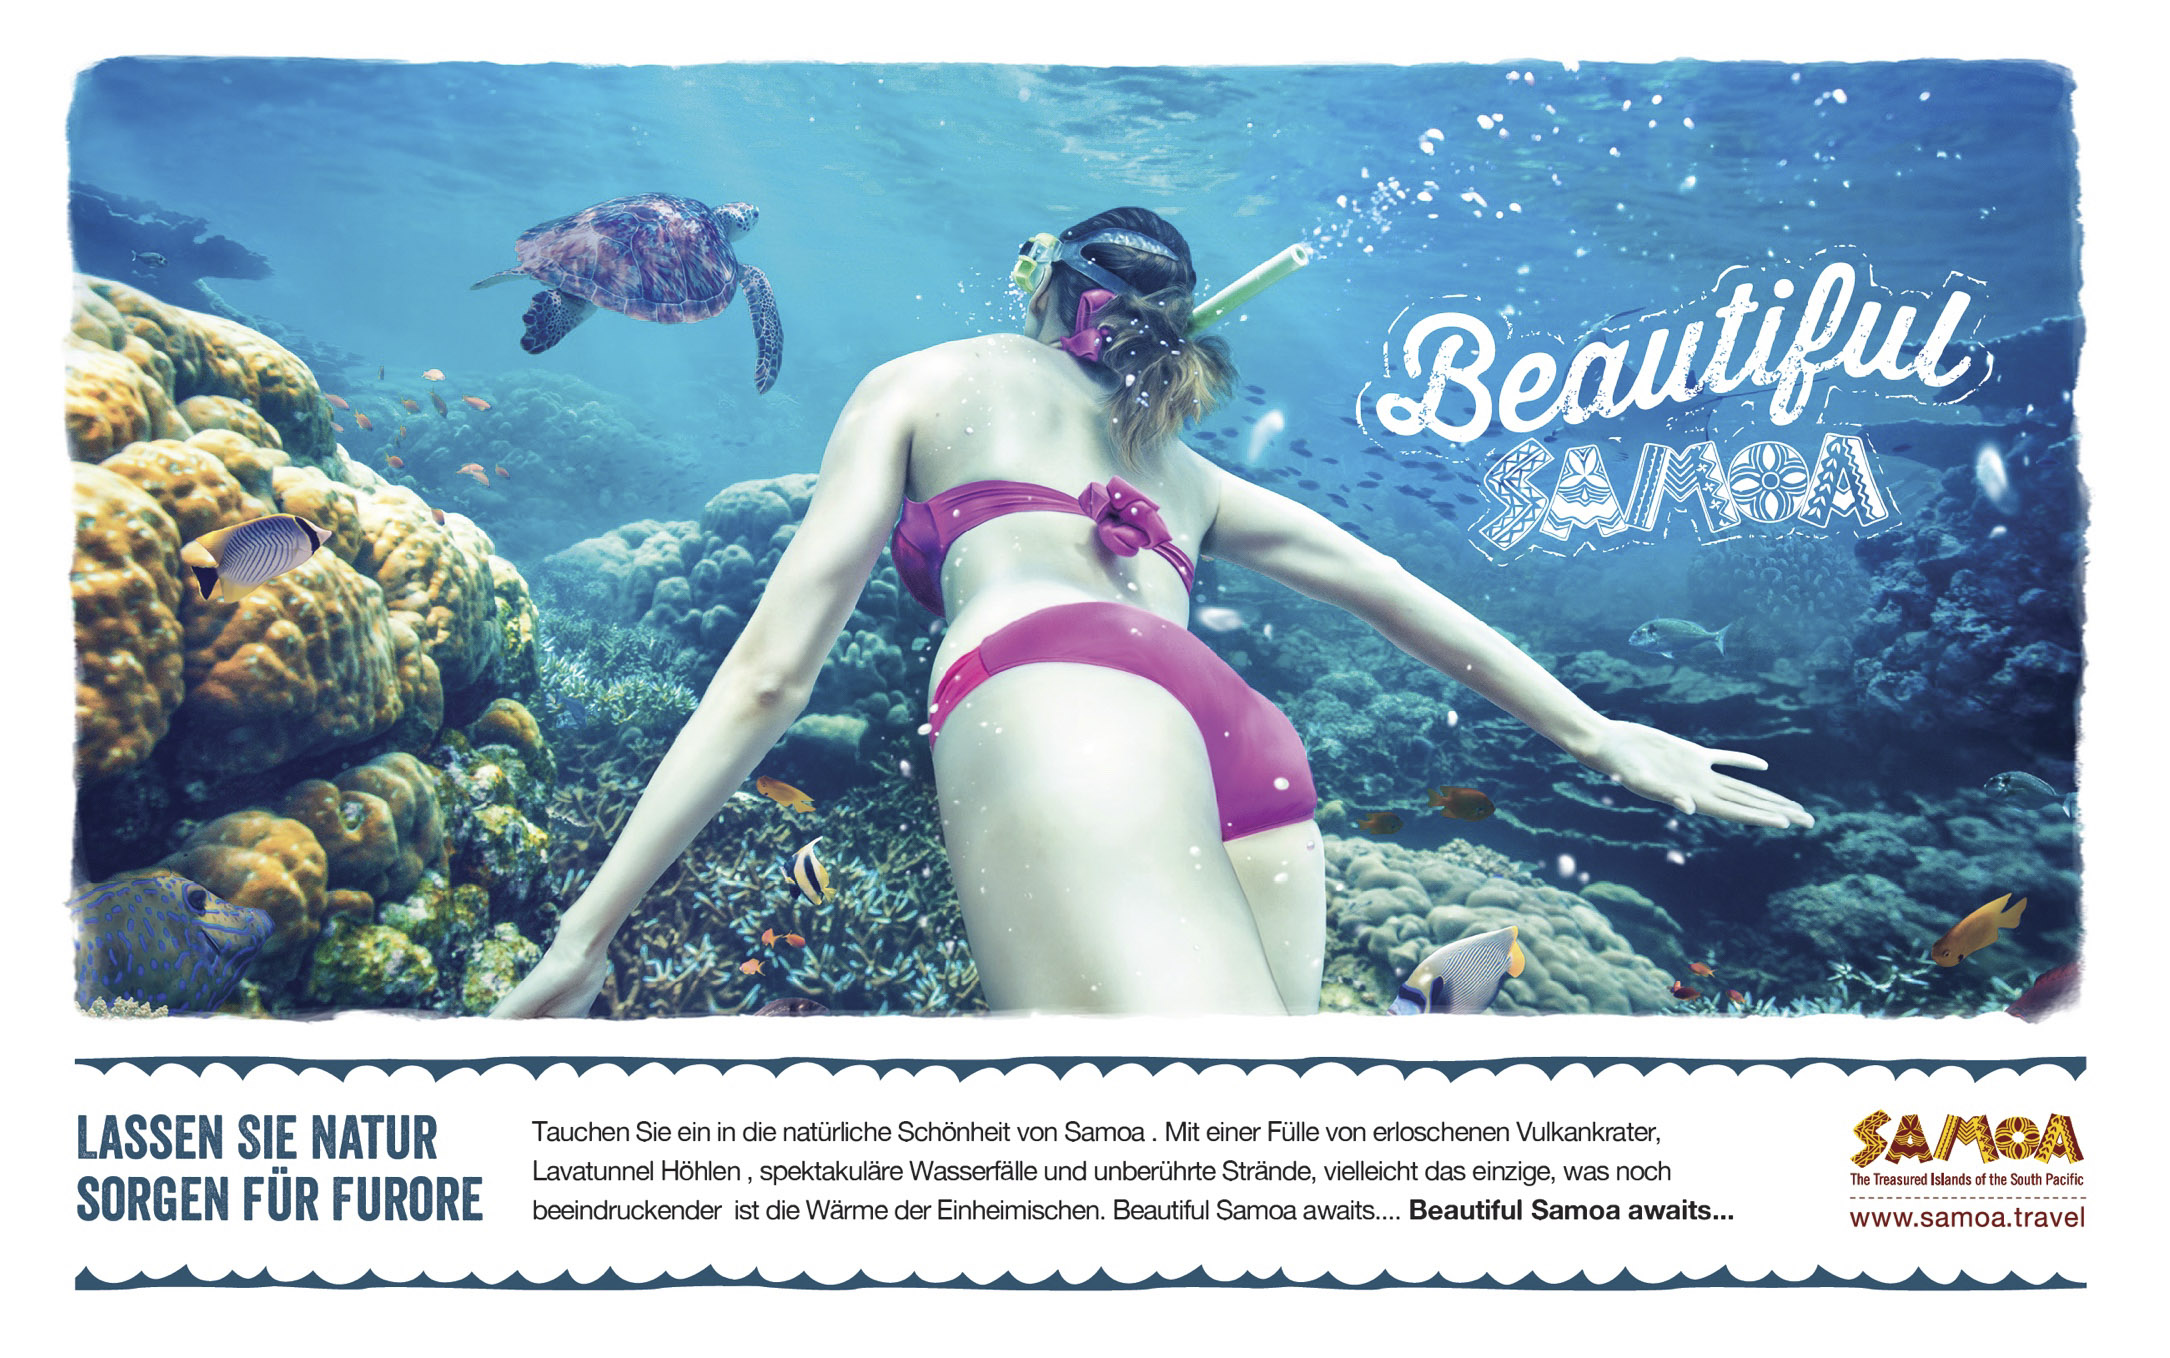 Beautiful
SAMOA
LASSEN SIE NATUR
SORGEN FÜR FURORE
Tauchen Sie ein in die natürliche Schönheit von Samoa . Mit einer Fülle von erloschenen Vulkankrater,
Lavatunnel Höhlen , spektakuläre Wasserfälle und unberührte Strände, vielleicht das einzige, was noch
beeindruckender  ist die Wärme der Einheimischen. Beautiful Samoa awaits.... Beautiful Samoa awaits...
SAMOA
The Treasured Islands of the South Pacific
www.samoa.travel